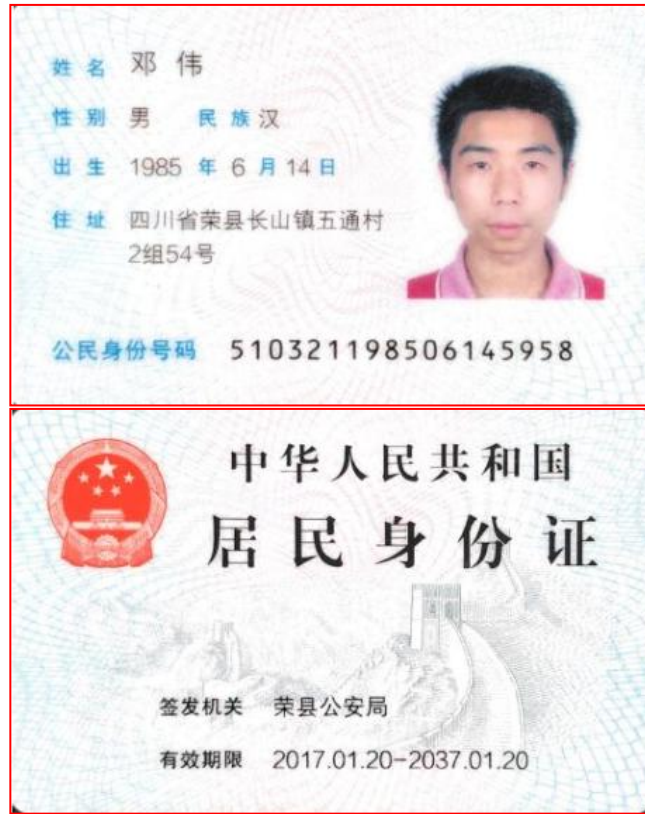 姓名 邓伟
性别 男 民族 汉
出生 1985 年 6 月 14 日
住址 四川省荣县长山镇五通村
2组54号
公民身份号码 510321198506145958
中华人民共和国
居民身份证
签发机关 荣县公安局
有效期限 2017.01.20-2037.01.20